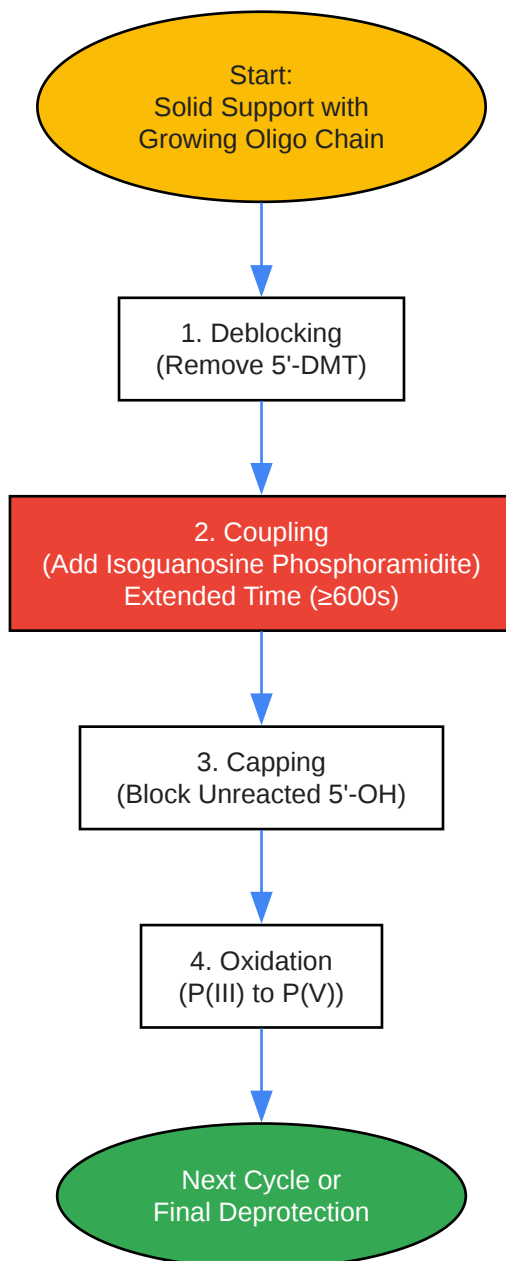 Start:
Solid Support with
Growing Oligo Chain
1. Deblocking
(Remove 5'-DMT)
2. Coupling
(Add Isoguanosine Phosphoramidite)
Extended Time (≥600s)
3. Capping
(Block Unreacted 5'-OH)
4. Oxidation
(P(III) to P(V))
Next Cycle or
Final Deprotection